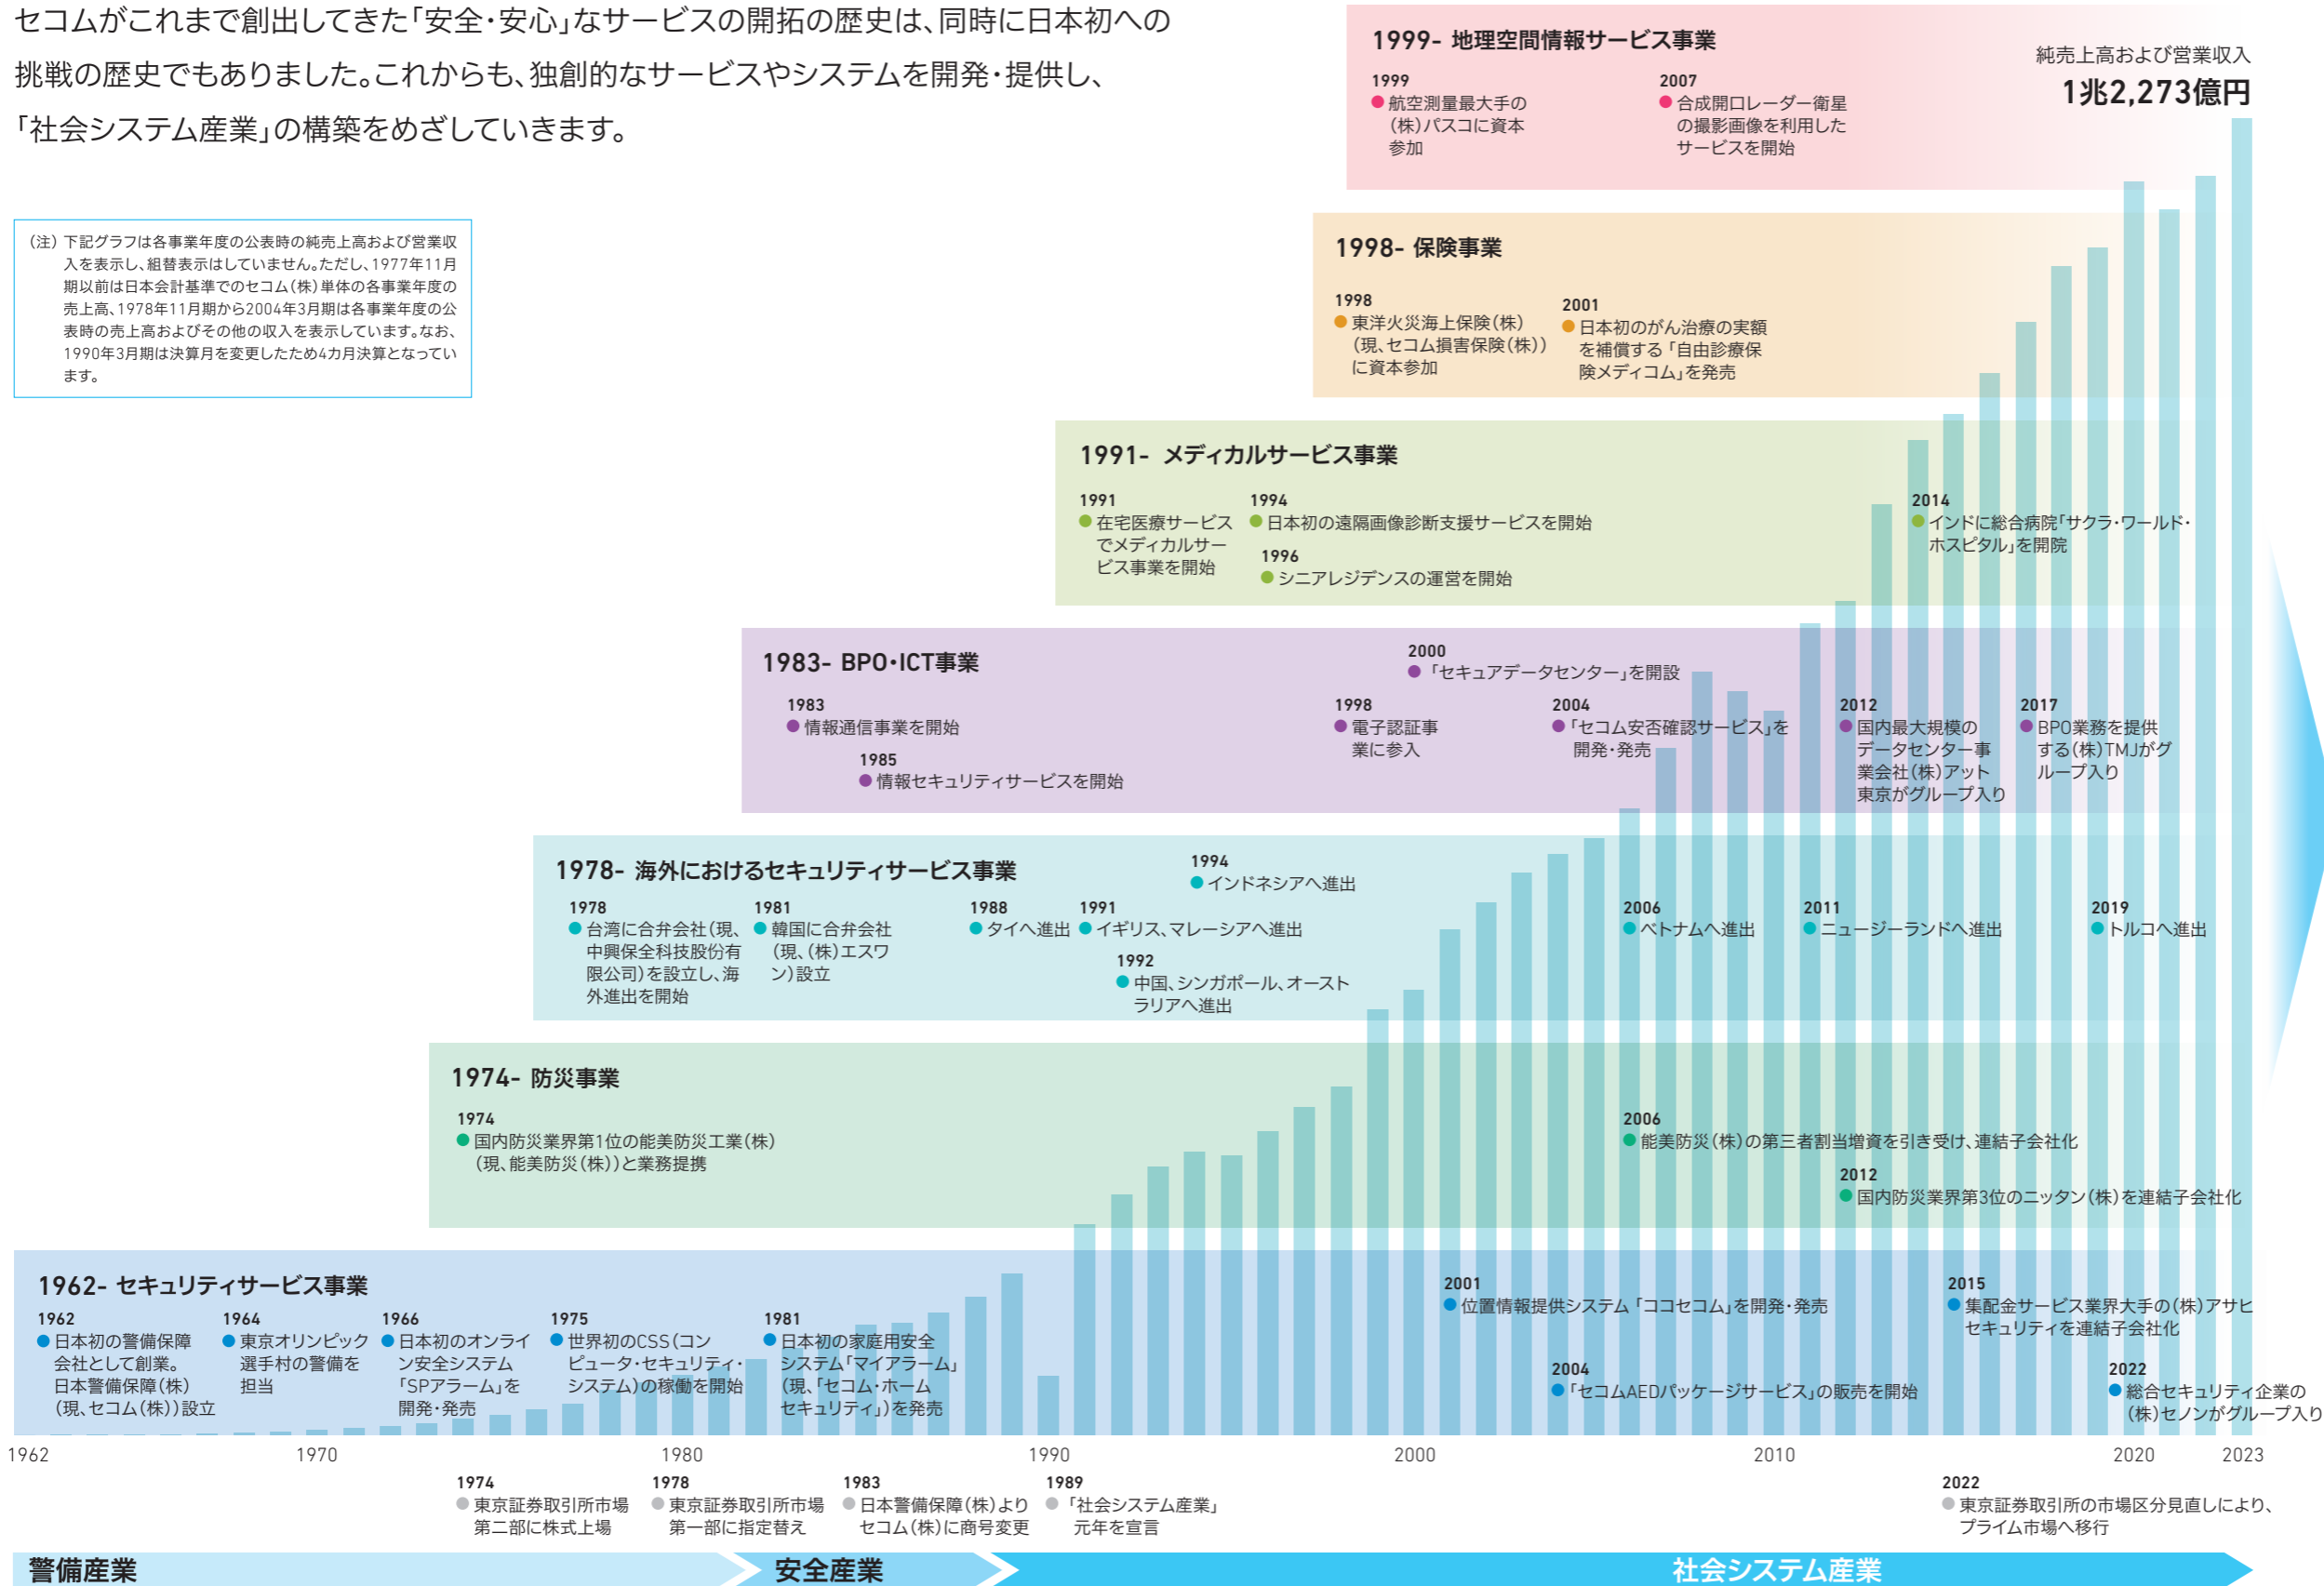 セコムがこれまで創出してきた「安全・安心」なサービスの開拓の歴史は、同時に日本初への
挑戦の歴史でもありました。これからも、独創的なサービスやシステムを開発・提供し、
「社会システム産業」の構築をめざしていきます。
（注）下記グラフは各事業年度の公表時の純売上高および営業収
入を表示し、組替表示はしていません。ただし、1977年11月
期以前は日本会計基準でのセコム（株）単体の各事業年度の
売上高、1978年11月期から2004年3月期は各事業年度の公
表時の売上高およびその他の収入を表示しています。なお、
1990年3月期は決算月を変更したため4カ月決算となってい
ます。
純売上高および営業収入
1兆2,273億円
1999- 地理空間情報サービス事業
1999
航空測量最大手の
（株）パスコに資本
参加
2007
合成開口レーダー衛星
の撮影画像を利用した
サービスを開始
1998- 保険事業
1998
東洋火災海上保険（株）
（現、セコム損害保険（株））
に資本参加
2001
日本初のがん治療の実額
を補償する「自由診療保
険メディコム」を発売
1991- メディカルサービス事業
1991
在宅医療サービス
でメディカルサー
ビス事業を開始
1994
日本初の遠隔画像診断支援サービスを開始
1996
シニアレジデンスの運営を開始
2014
インドに総合病院「サクラ・ワールド・
ホスピタル」を開院
1983- BPO・ICT事業
1983
情報通信事業を開始
1985
情報セキュリティサービスを開始
1998
電子認証事
業に参入
2000
「セキュアデータセンター」を開設
2004
「セコム安否確認サービス」を
開発・発売
2012
国内最大規模の
データセンター事
業会社（株）アット
東京がグループ入り
2017
BPO業務を提供
する（株）TMJがグ
ループ入り
1978- 海外におけるセキュリティサービス事業
1978
台湾に合弁会社（現、
中興保全科技股份有
限公司）を設立し、海
外進出を開始
1981
韓国に合弁会社
（現、（株）エスワ
ン）設立
1988
タイへ進出
1991
イギリス、マレーシアへ進出
1992
中国、シンガポール、オースト
ラリアへ進出
1994
インドネシアへ進出
2006
ベトナムへ進出
2011
ニュージーランドへ進出
2019
トルコへ進出
1974- 防災事業
1974
国内防災業界第1位の能美防災工業（株）
（現、能美防災（株））と業務提携
2006
能美防災（株）の第三者割当増資を引き受け、連結子会社化
2012
国内防災業界第3位のニッタン（株）を連結子会社化
1962- セキュリティサービス事業
1962
日本初の警備保障
会社として創業。
日本警備保障（株）
（現、セコム（株））設立
1964
東京オリンピック
選手村の警備を
担当
1966
日本初のオンライ
ン安全システム
「SPアラーム」を
開発・発売
1975
世界初のCSS（コン
ピュータ・セキュリティ・
システム）の稼働を開始
1981
日本初の家庭用安全
システム「マイアラーム」
（現、「セコム・ホーム
セキュリティ」）を発売
2001
位置情報提供システム「ココセコム」を開発・発売
2004
「セコムAEDパッケージサービス」の販売を開始
2015
集配金サービス業界大手の（株）アサヒ
セキュリティを連結子会社化
2022
総合セキュリティ企業の
（株）セノンがグループ入り
1962 1970 1980 1990 2000 2010 2020 2023
1974
東京証券取引所市場
第二部に株式上場
1978
東京証券取引所市場
第一部に指定替え
1983
日本警備保障（株）より
セコム（株）に商号変更
1989
「社会システム産業」
元年を宣言
2022
東京証券取引所の市場区分見直しにより、
プライム市場へ移行
警備産業 安全産業 社会システム産業